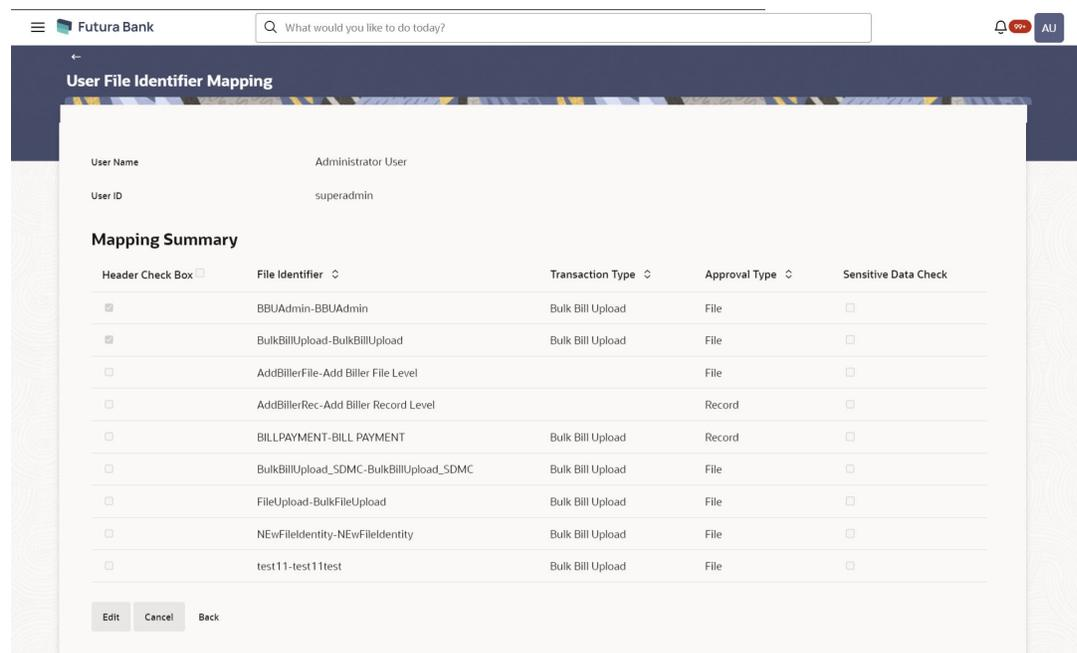 Futura Bank What would you like to do today? 99+ AU
←
User File Identifier Mapping
User Name Administrator User
User ID superadmin
Mapping Summary
Header Check Box File Identifier Transaction Type Approval Type Sensitive Data Check
BBUAdmin-BBUAdmin Bulk Bill Upload File
BulkBillUpload-BulkBillUpload Bulk Bill Upload File
AddBillerFile-Add Biller File Level File
AddBillerRec-Add Biller Record Level Record
BILLPAYMENT-BILL PAYMENT Bulk Bill Upload Record
BulkBillUpload_SDMC-BulkBillUpload_SDMC Bulk Bill Upload File
FileUpload-BulkFileUpload Bulk Bill Upload File
NEwFileIdentity-NEwFileIdentity Bulk Bill Upload File
test11-test11test Bulk Bill Upload File
Edit Cancel Back